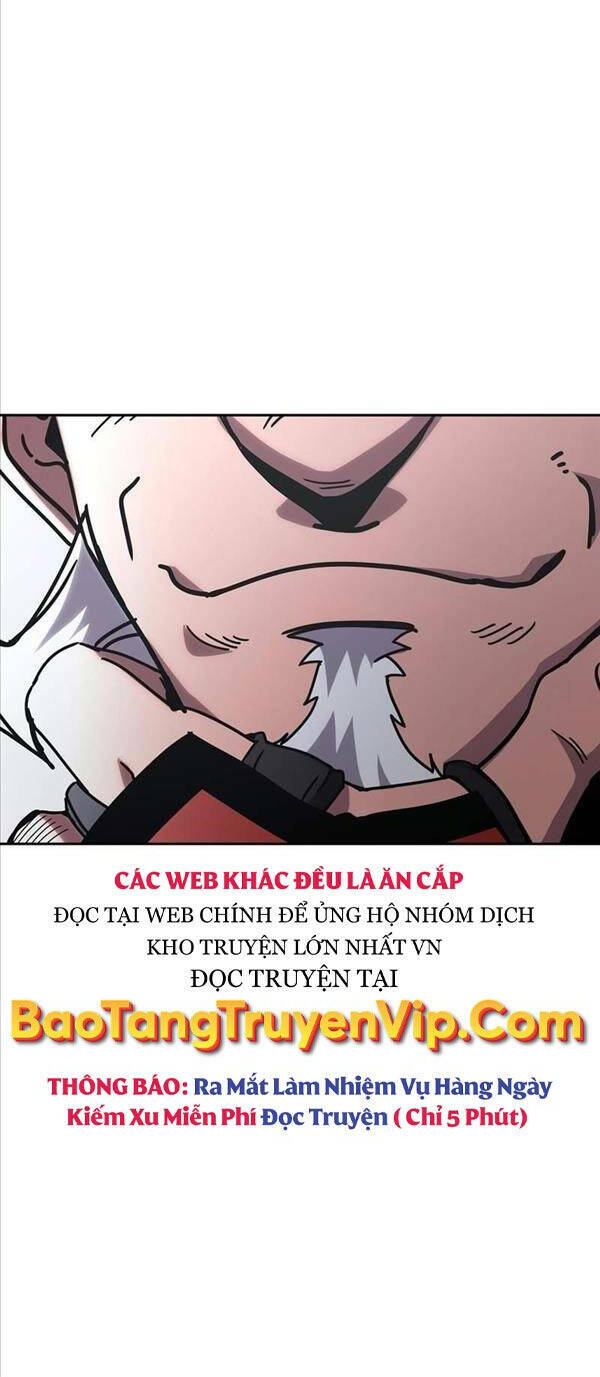 CÁC WEB KHÁC ĐỀU LÀ ĂN CẮP
ĐỌC TẠI WEB CHÍNH ĐỂ ỦNG HỘ NHÓM DỊCH
KHO TRUYỆN LỚN NHẤT VN
ĐỌC TRUYỆN TẠI
BaoTangTruyenVip.Com
THÔNG BÁO: Ra Mắt Làm Nhiệm Vụ Hàng Ngày
Kiếm Xu Miễn Phí Đọc Truyện ( Chỉ 5 Phút)